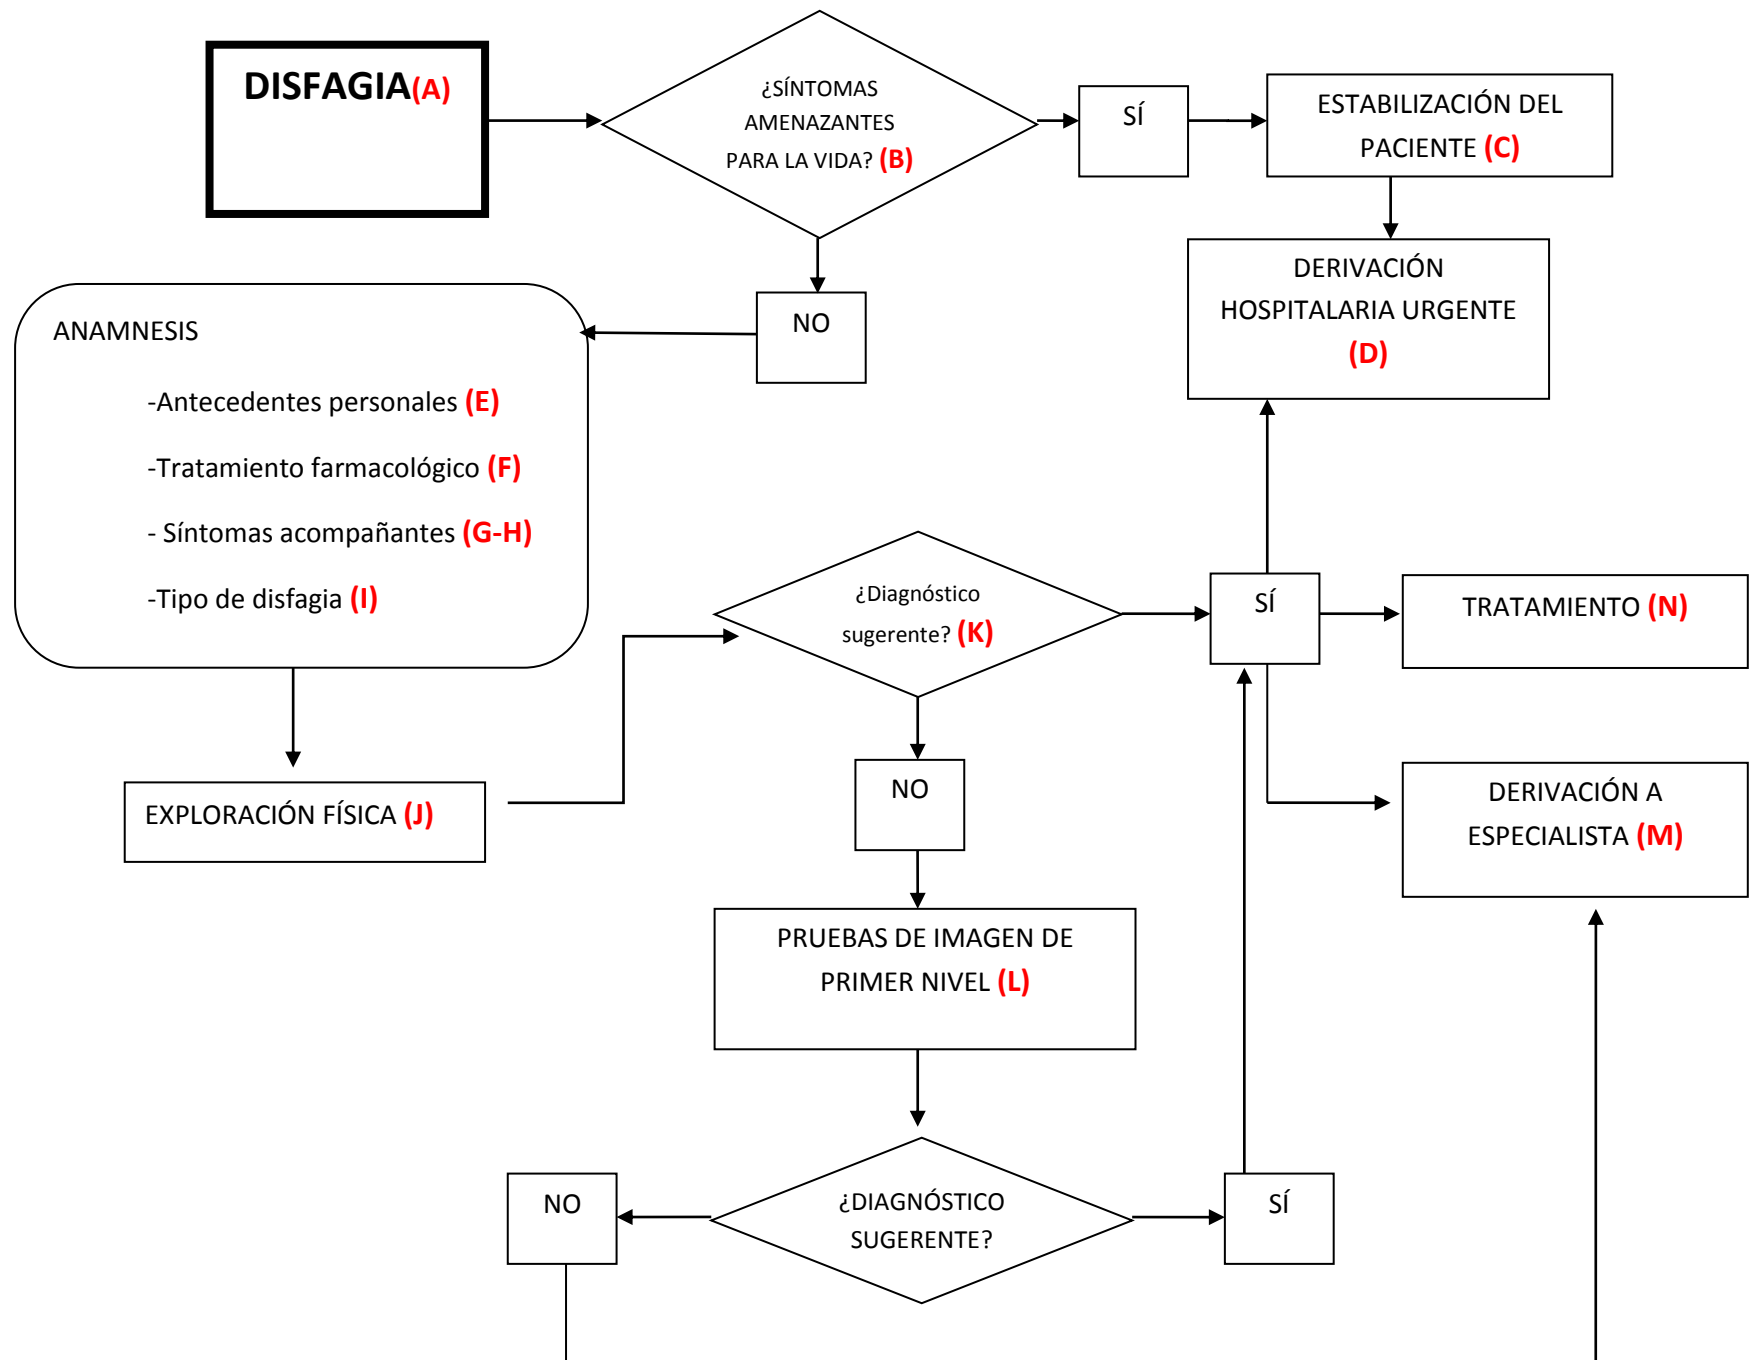 DISFAGIA(A)
¿SÍNTOMAS
AMENAZANTES
PARA LA VIDA? (B)
SÍ
ESTABILIZACIÓN DEL
PACIENTE (C)
DERIVACIÓN
HOSPITALARIA URGENTE
(D)
NO
ANAMNESIS
-Antecedentes personales (E)
-Tratamiento farmacológico (F)
- Síntomas acompañantes (G-H)
-Tipo de disfagia (I)
EXPLORACIÓN FÍSICA (J)
¿Diagnóstico
sugerente? (K)
SÍ
TRATAMIENTO (N)
DERIVACIÓN A
ESPECIALISTA (M)
NO
PRUEBAS DE IMAGEN DE
PRIMER NIVEL (L)
¿DIAGNÓSTICO
SUGERENTE?
NO
SÍ